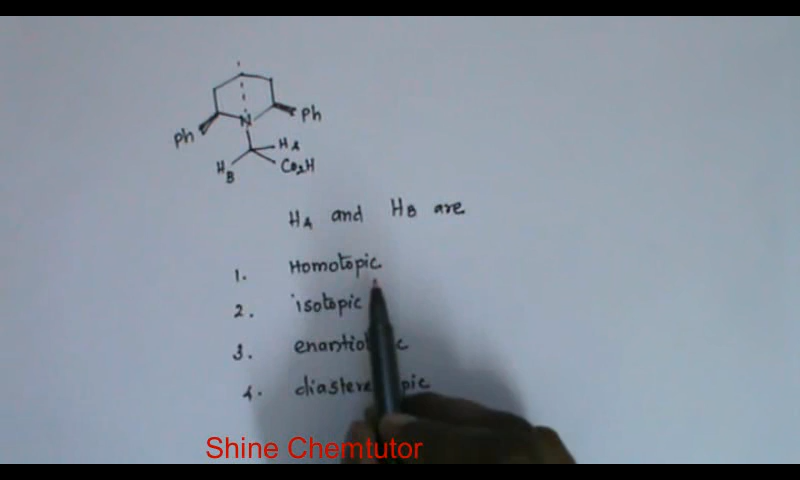 Ph
N
Ph
HA
HB
CO2H
HA and HB are
1. Homotopic
2. isotopic
3.
4.
Shine Chemtutor